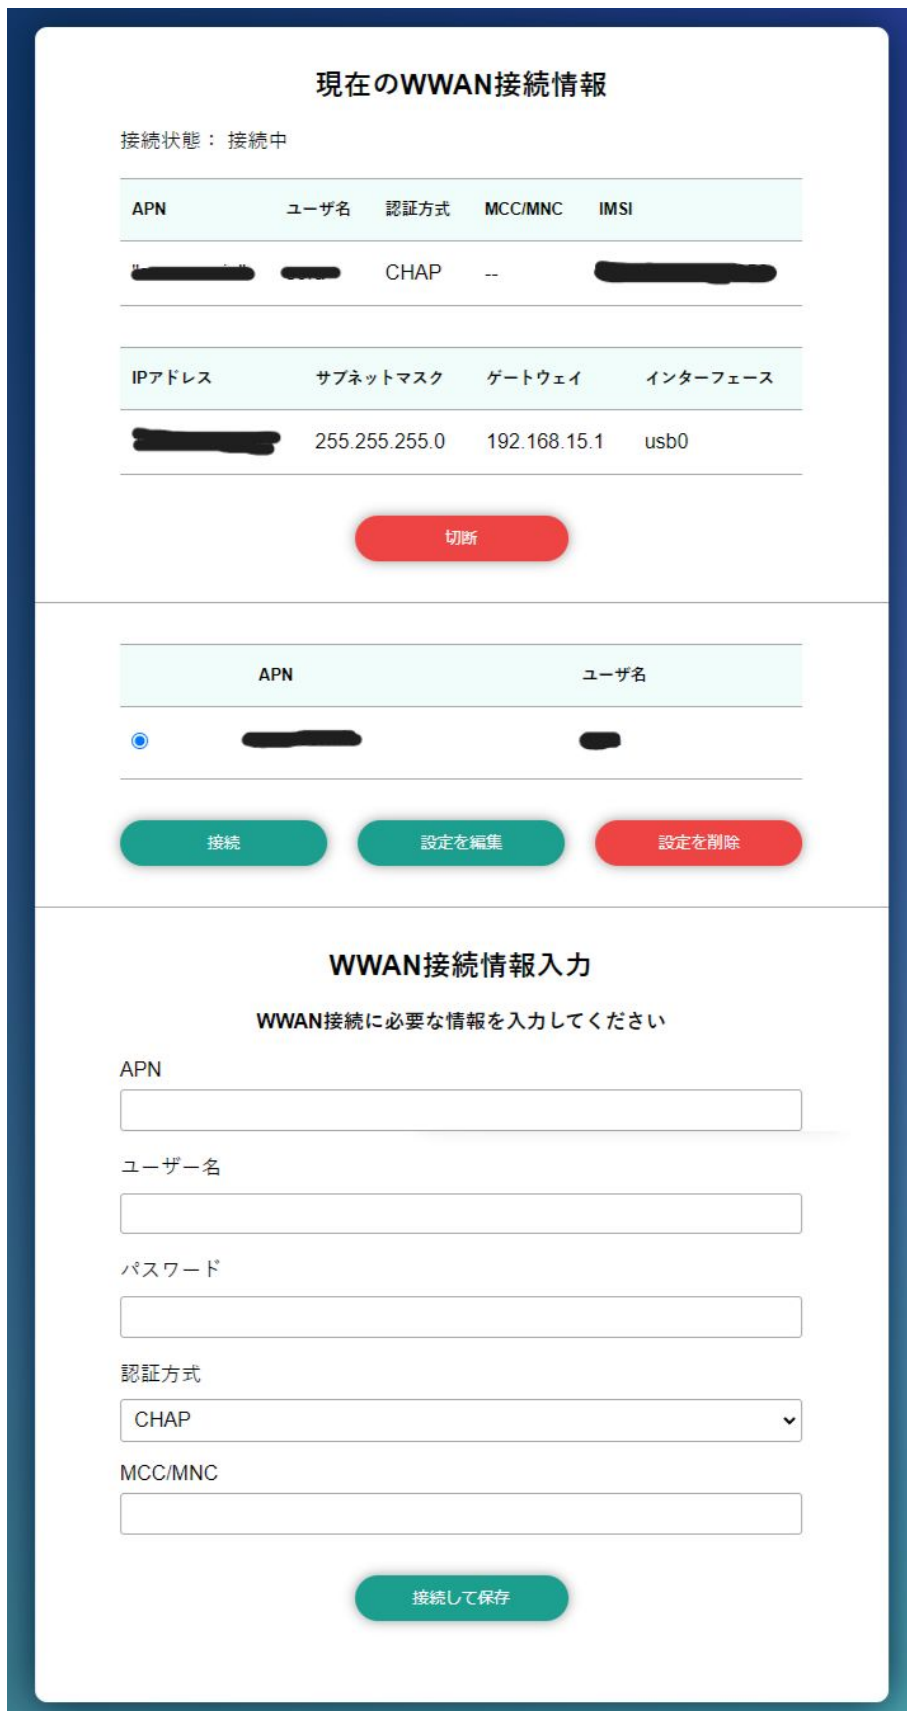 現在のWWAN接続情報
接続状態： 接続中
APN ユーザ名 認証方式 MCC/MNC IMSI
CHAP --
IPアドレス サブネットマスク ゲートウェイ インターフェース
255.255.255.0 192.168.15.1 usb0
切断
APN ユーザ名
接続 設定を編集 設定を削除
WWAN接続情報入力
WWAN接続に必要な情報を入力してください
APN
ユーザー名
パスワード
認証方式
CHAP
MCC/MNC
接続して保存